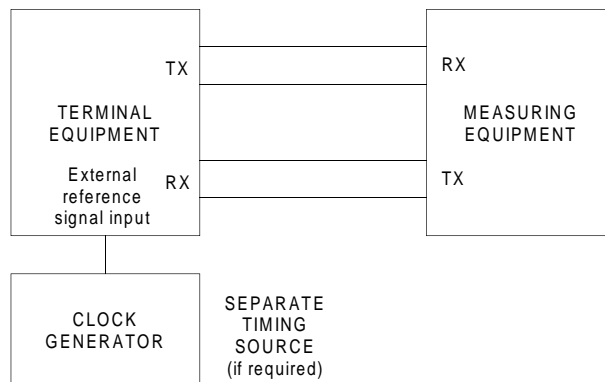 TX
TERMINAL
EQUIPMENT
External
reference
signal input
RX
RX
MEASURING
EQUIPMENT
TX
CLOCK
GENERATOR
SEPARATE
TIMING
SOURCE
(if required)